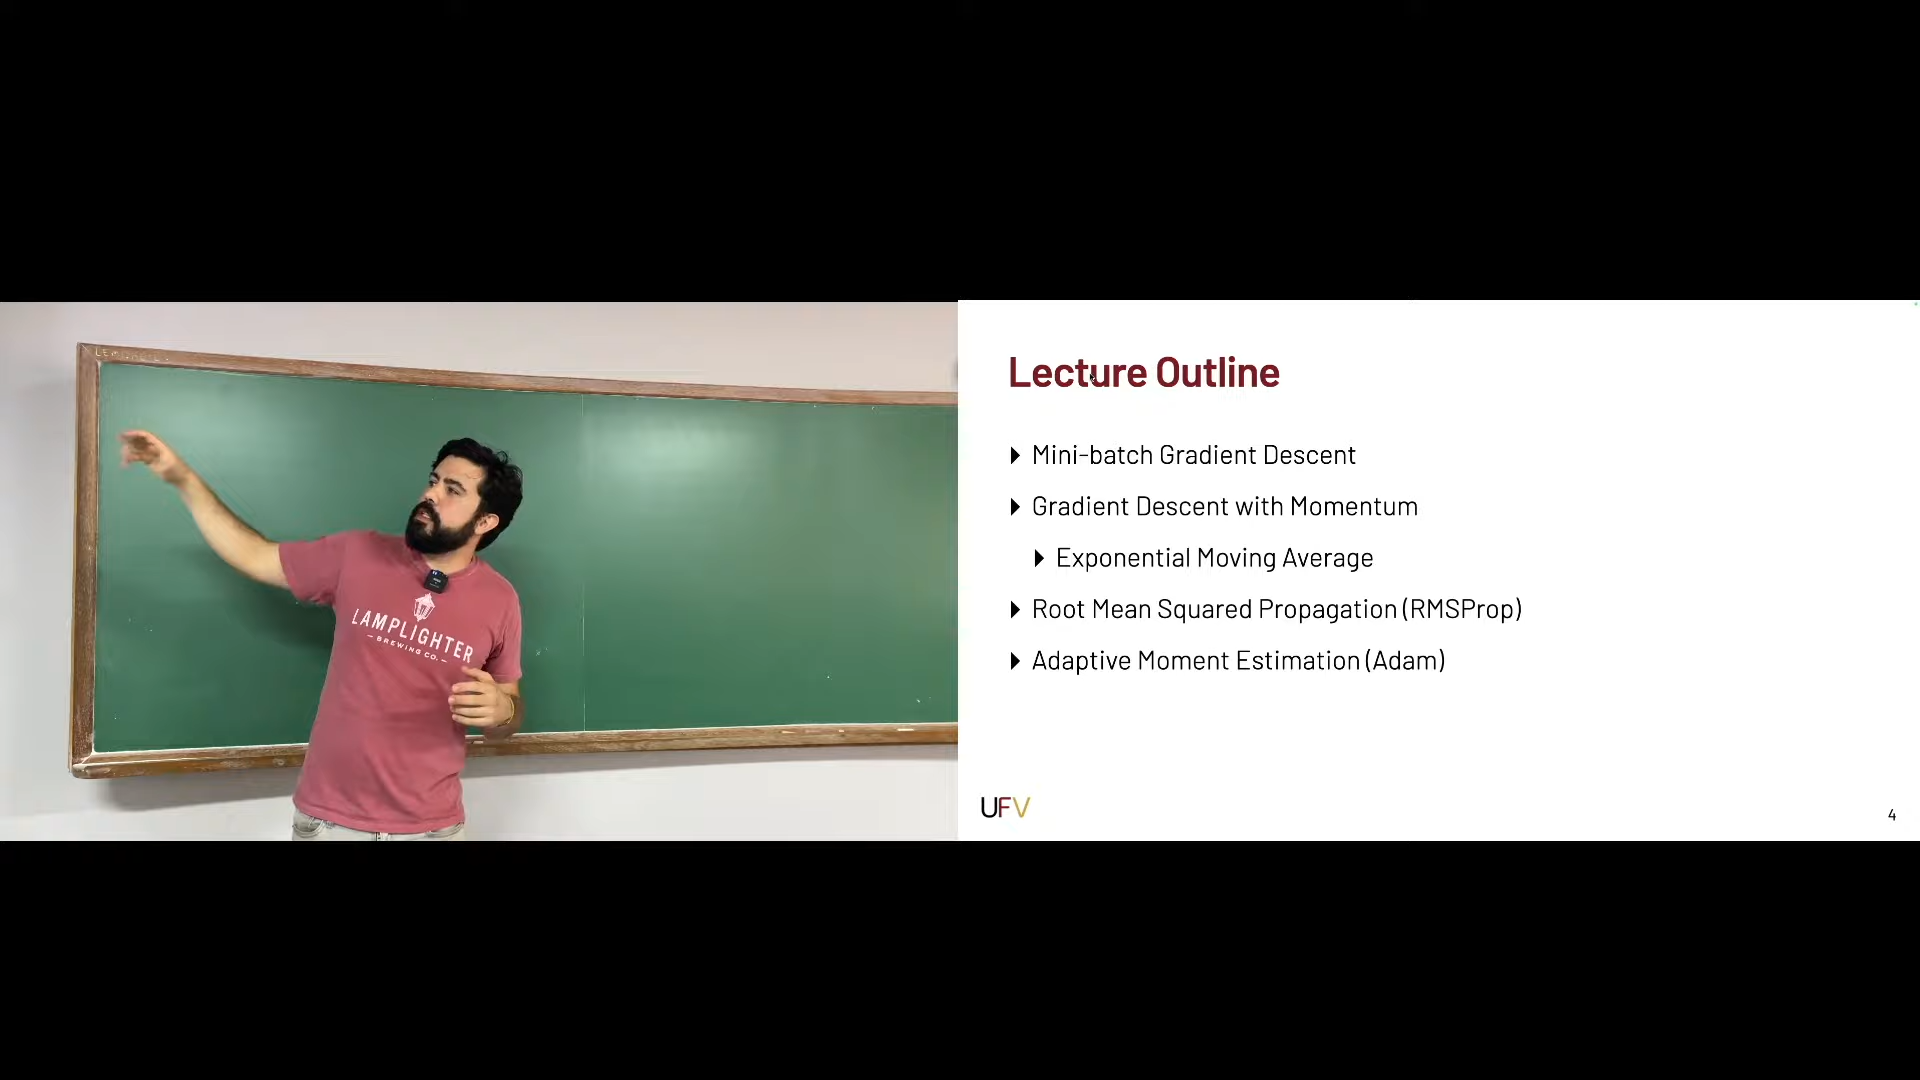 LAMPLIGHTER
BREWING CO.
Lecture Outline
Mini-batch Gradient Descent
Gradient Descent with Momentum
Exponential Moving Average
Root Mean Squared Propagation (RMSProp)
Adaptive Moment Estimation (Adam)
UFV
4